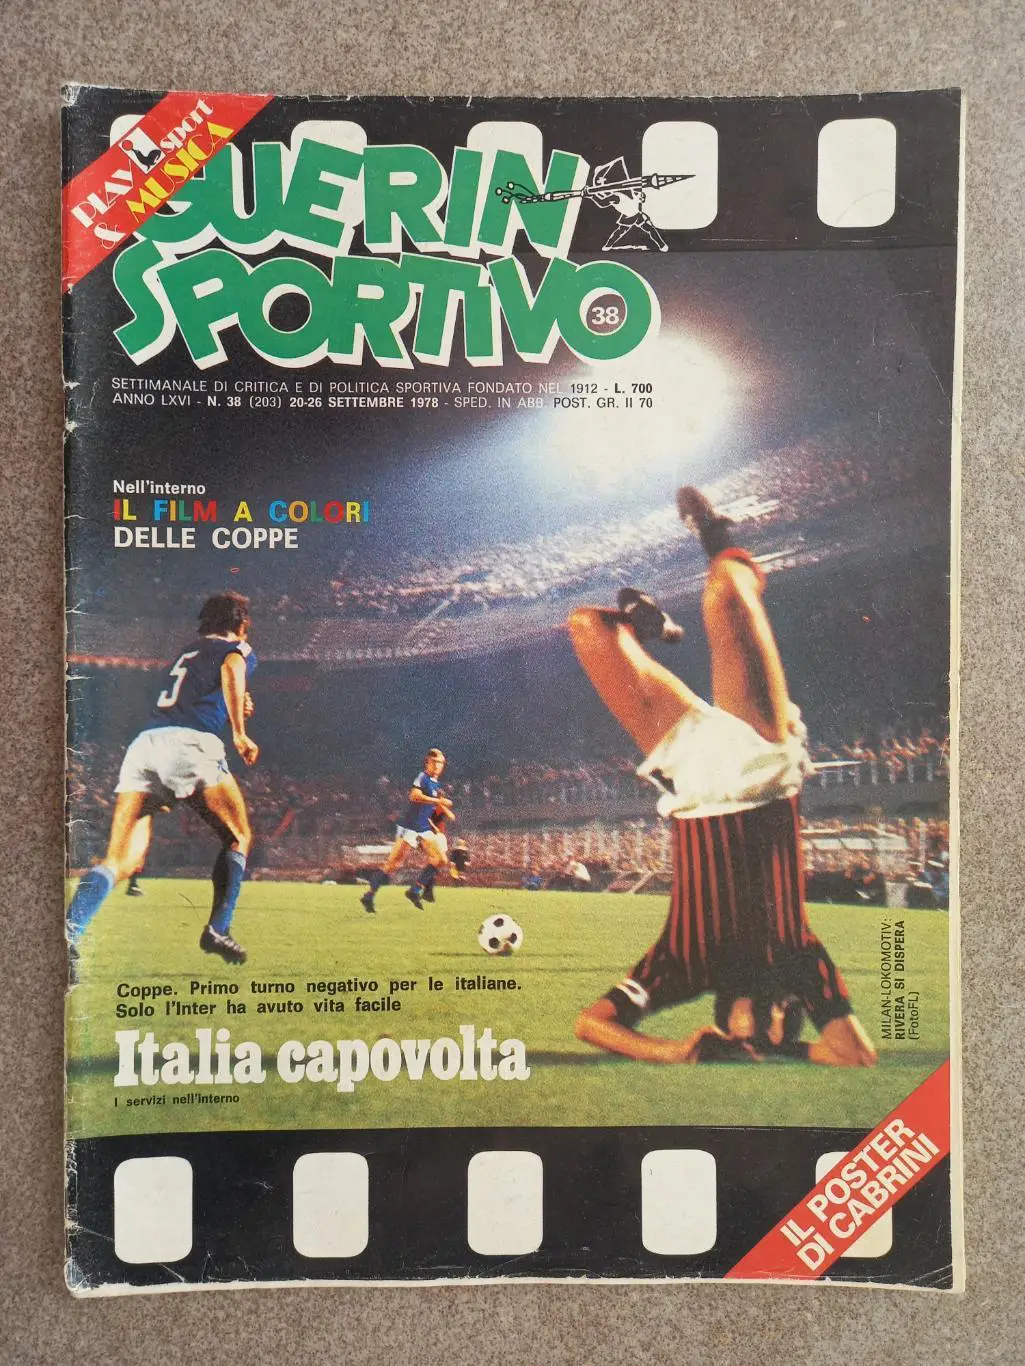 PLAY sport
& MUSICA
GUERIN
SPORTIVO
38
SETTIMANALE DI CRITICA E DI POLITICA SPORTIVA FONDATO NEL 1912 - L. 700
ANNO LXVI - N. 38 (203) 20-26 SETTEMBRE 1978 - SPED. IN ABB. POST. GR. II 70
Nell'interno
IL FILM A COLORI
DELLE COPPE
5
Coppe. Primo turno negativo per le italiane.
Solo l'Inter ha avuto vita facile
Italia capovolta
I servizi nell'interno
MILAN-LOKOMOTIV:
RIVERA SI DISPERA
(FotoFL)
IL POSTER
DI CABRINI